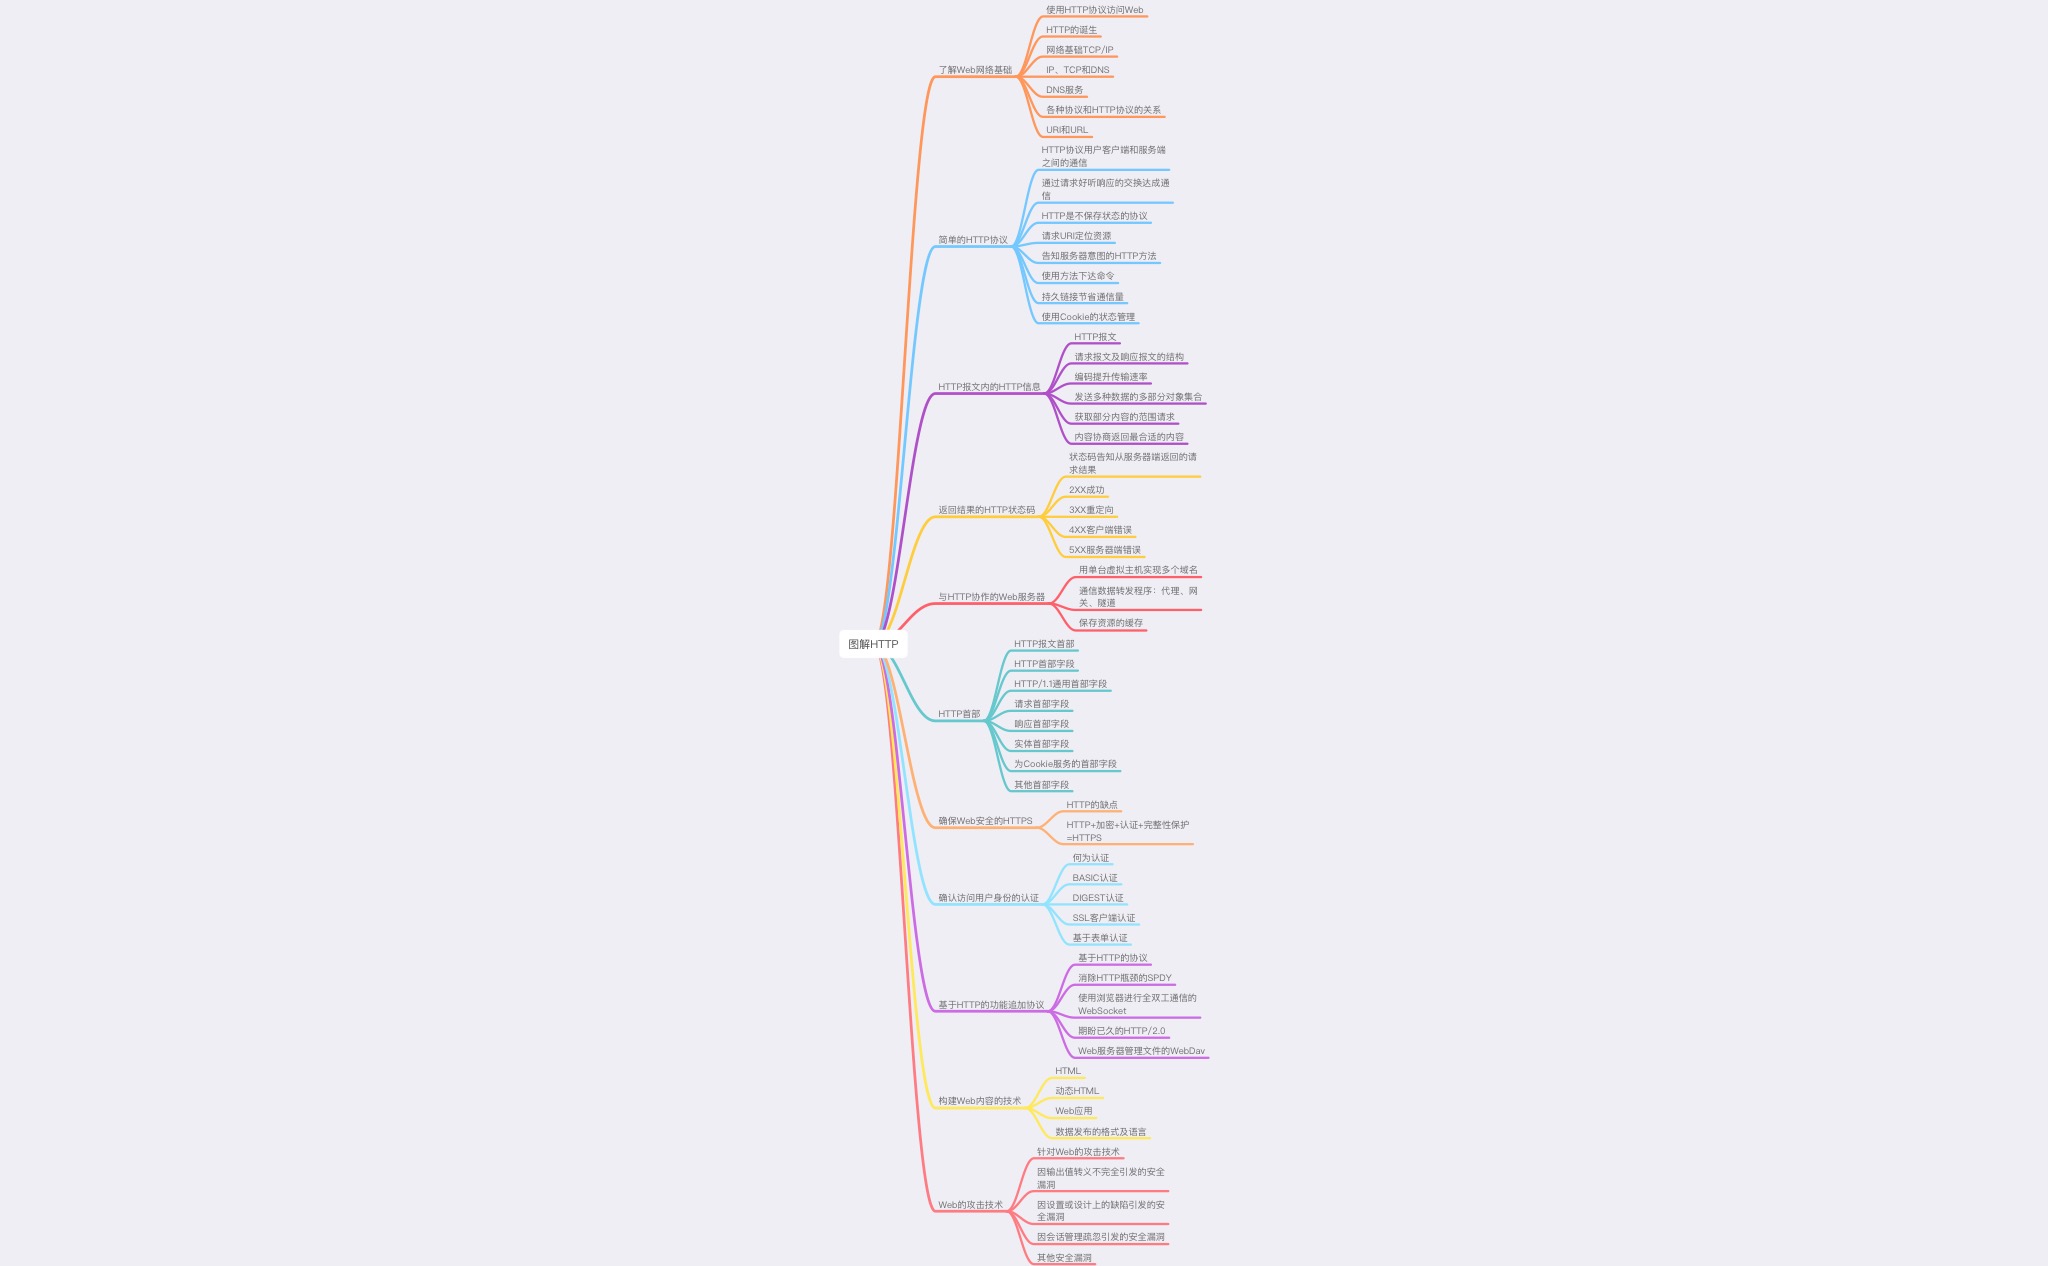 图解HTTP
了解Web网络基础
使用HTTP协议访问Web
HTTP的诞生
网络基础TCP/IP
IP、TCP和DNS
DNS服务
各种协议和HTTP协议的关系
URI和URL
简单的HTTP协议
HTTP协议用户客户端和服务端
之间的通信
通过请求好听响应的交换达成通
信
HTTP是不保存状态的协议
请求URI定位资源
告知服务器意图的HTTP方法
使用方法下达命令
持久链接节省通信量
使用Cookie的状态管理
HTTP报文内的HTTP信息
HTTP报文
请求报文及响应报文的结构
编码提升传输速率
发送多种数据的多部分对象集合
获取部分内容的范围请求
内容协商返回最合适的内容
返回结果的HTTP状态码
状态码告知从服务器端返回的请
求结果
2XX成功
3XX重定向
4XX客户端错误
5XX服务器端错误
与HTTP协作的Web服务器
用单台虚拟主机实现多个域名
通信数据转发程序：代理、网
关、隧道
保存资源的缓存
HTTP首部
HTTP报文首部
HTTP首部字段
HTTP/1.1通用首部字段
请求首部字段
响应首部字段
实体首部字段
为Cookie服务的首部字段
其他首部字段
确保Web安全的HTTPS
HTTP的缺点
HTTP+加密+认证+完整性保护
=HTTPS
确认访问用户身份的认证
何为认证
BASIC认证
DIGEST认证
SSL客户端认证
基于表单认证
基于HTTP的功能追加协议
基于HTTP的协议
消除HTTP瓶颈的SPDY
使用浏览器进行全双工通信的
WebSocket
期盼已久的HTTP/2.0
Web服务器管理文件的WebDav
构建Web内容的技术
HTML
动态HTML
Web应用
数据发布的格式及语言
Web的攻击技术
针对Web的攻击技术
因输出值转义不完全引发的安全
漏洞
因设置或设计上的缺陷引发的安
全漏洞
因会话管理疏忽引发的安全漏洞
其他安全漏洞